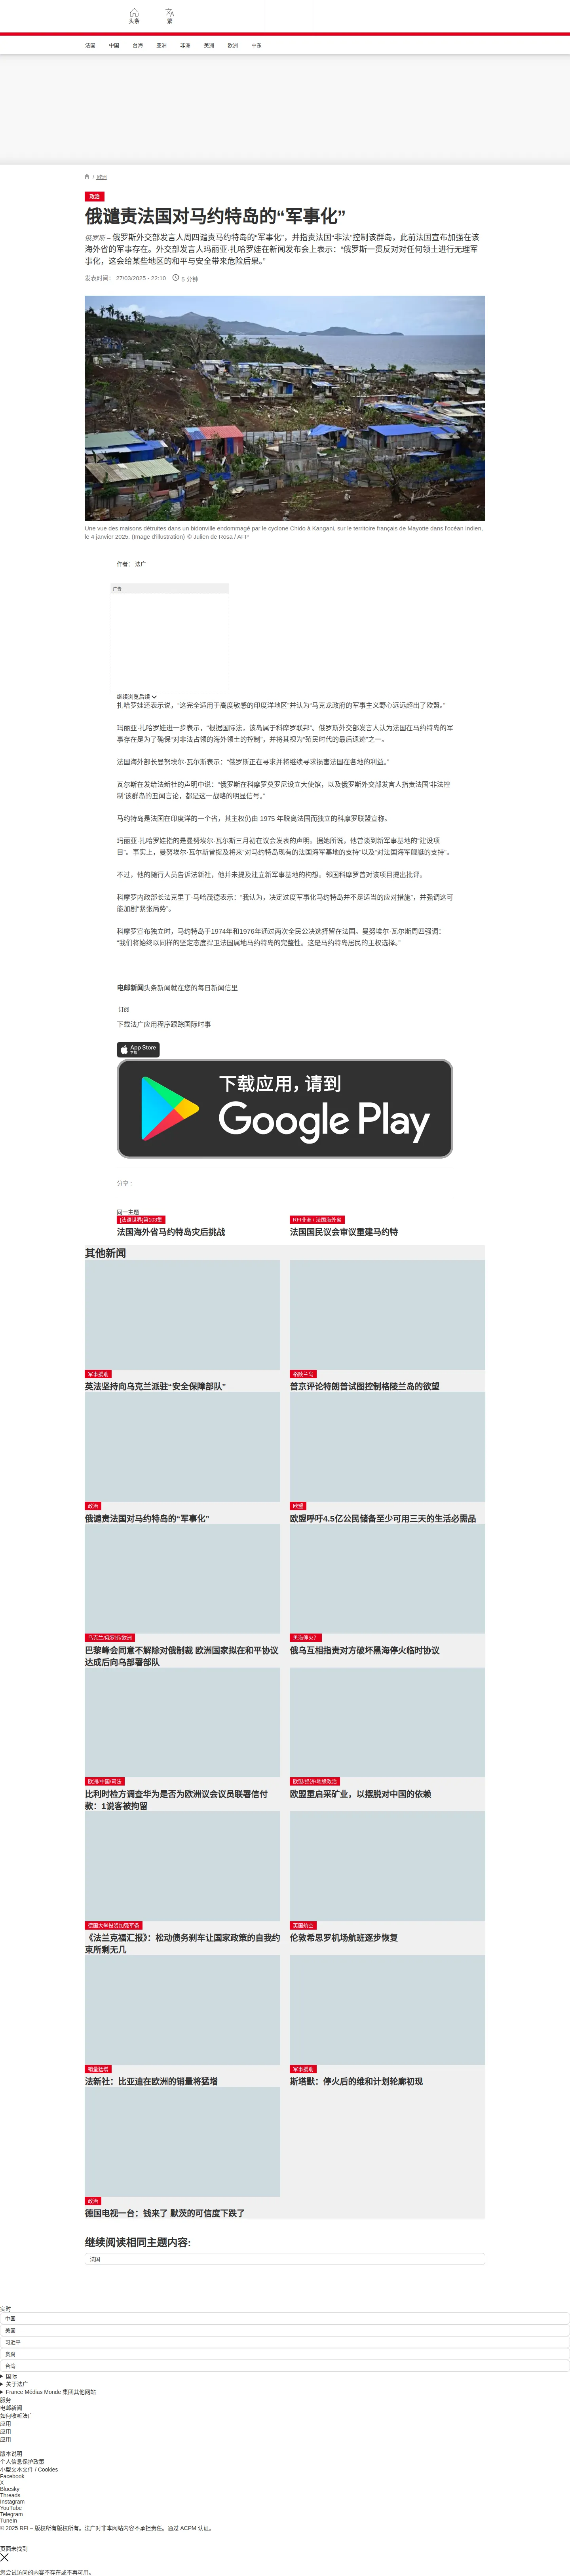 头条
繁
法国 中国 台海 亚洲 非洲 美洲 欧洲 中东
/ 欧洲
政治
俄谴责法国对马约特岛的“军事化”
俄罗斯 – 俄罗斯外交部发言人周四谴责马约特岛的“军事化”，并指责法国“非法”控制该群岛，此前法国宣布加强在该
海外省的军事存在。外交部发言人玛丽亚·扎哈罗娃在新闻发布会上表示：“俄罗斯一贯反对对任何领土进行无理军
事化，这会给某些地区的和平与安全带来危险后果。”
发表时间： 27/03/2025 - 22:10 5 分钟
Une vue des maisons détruites dans un bidonville endommagé par le cyclone Chido à Kangani, sur le territoire français de Mayotte dans l'océan Indien,
le 4 janvier 2025. (Image d'illustration) © Julien de Rosa / AFP
作者： 法广
广告
继续浏览后续
扎哈罗娃还表示说，“这完全适用于高度敏感的印度洋地区”并认为“马克龙政府的军事主义野心远远超出了欧盟。”
玛丽亚·扎哈罗娃进一步表示，“根据国际法，该岛属于科摩罗联邦”。俄罗斯外交部发言人认为法国在马约特岛的军
事存在是为了确保“对非法占领的海外领土的控制”，并将其视为“殖民时代的最后遗迹”之一。
法国海外部长曼努埃尔·瓦尔斯表示：“俄罗斯正在寻求并将继续寻求损害法国在各地的利益。”
瓦尔斯在发给法新社的声明中说：“俄罗斯在科摩罗莫罗尼设立大使馆，以及俄罗斯外交部发言人指责法国‘非法控
制’该群岛的丑闻言论，都是这一战略的明显信号。”
马约特岛是法国在印度洋的一个省，其主权仍由 1975 年脱离法国而独立的科摩罗联盟宣称。
玛丽亚·扎哈罗娃指的是曼努埃尔·瓦尔斯三月初在议会发表的声明。据她所说，他曾谈到新军事基地的“建设项
目”。事实上，曼努埃尔·瓦尔斯曾提及将来“对马约特岛现有的法国海军基地的支持”以及“对法国海军舰艇的支持”。
不过，他的随行人员告诉法新社，他并未提及建立新军事基地的构想。邻国科摩罗曾对该项目提出批评。
科摩罗内政部长法克里丁·马哈茂德表示：“我认为，决定过度军事化马约特岛并不是适当的应对措施”，并强调这可
能加剧“紧张局势”。
科摩罗宣布独立时，马约特岛于1974年和1976年通过两次全民公决选择留在法国。曼努埃尔·瓦尔斯周四强调：
“我们将始终以同样的坚定态度捍卫法国属地马约特岛的完整性。这是马约特岛居民的主权选择。”
电邮新闻头条新闻就在您的每日新闻信里
订阅
下载法广应用程序跟踪国际时事
App Store
下载
下载应用，请到
Google Play
分享 :
同一主题
[法语世界]第103集
法国海外省马约特岛灾后挑战
RFI非洲 / 法国海外省
法国国民议会审议重建马约特
其他新闻
军事援助
英法坚持向乌克兰派驻“安全保障部队”
格陵兰岛
普京评论特朗普试图控制格陵兰岛的欲望
政治
俄谴责法国对马约特岛的“军事化”
欧盟
欧盟呼吁4.5亿公民储备至少可用三天的生活必需品
乌克兰/俄罗斯/欧洲
巴黎峰会同意不解除对俄制裁 欧洲国家拟在和平协议
达成后向乌部署部队
黑海停火？
俄乌互相指责对方破坏黑海停火临时协议
欧洲/中国/司法
比利时检方调查华为是否为欧洲议会议员联署信付
款：1说客被拘留
欧盟/经济/地缘政治
欧盟重启采矿业，以摆脱对中国的依赖
德国大举投资加强军备
《法兰克福汇报》：松动债务刹车让国家政策的自我约
束所剩无几
英国航空
伦敦希思罗机场航班逐步恢复
销量猛增
法新社：比亚迪在欧洲的销量将猛增
军事援助
斯塔默：停火后的维和计划轮廓初现
政治
德国电视一台：钱来了 默茨的可信度下跌了
继续阅读相同主题内容:
法国
实时
中国
美国
习近平
贪腐
台湾
国际
关于法广
France Médias Monde 集团其他网站
服务
电邮新闻
如何收听法广
应用
应用
应用
版本说明
个人信息保护政策
小型文本文件 / Cookies
Facebook
X
Bluesky
Threads
Instagram
YouTube
Telegram
TuneIn
© 2025 RFI – 版权所有版权所有。法广对非本网站内容不承担责任。通过 ACPM 认证。
页面未找到
您尝试访问的内容不存在或不再可用。